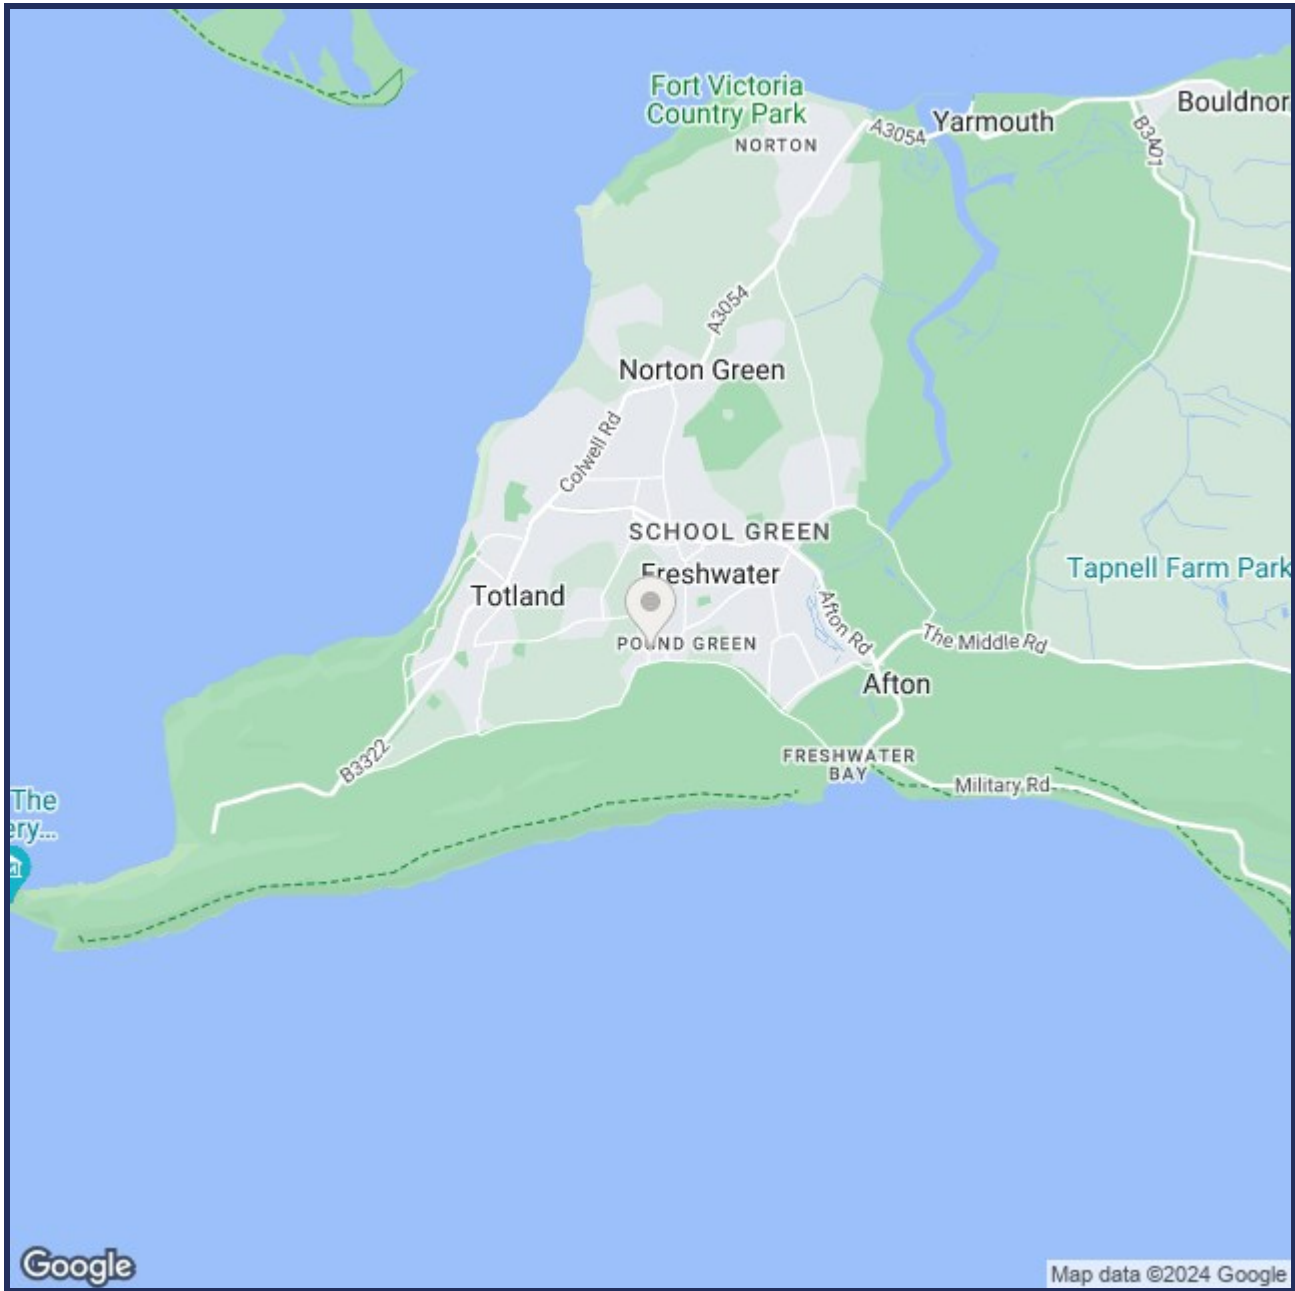 Fort Victoria
Country Park
NORTON
A3054
Yarmouth
Bouldnor
B3401
A3054
Norton Green
Colwell Rd
SCHOOL GREEN
Freshwater
Tapnell Farm Park
Totland
Afton Rd
POUND GREEN
The Middle Rd
Afton
B3322
FRESHWATER
BAY
Military Rd
The
ery...
Google
Map data ©2024 Google